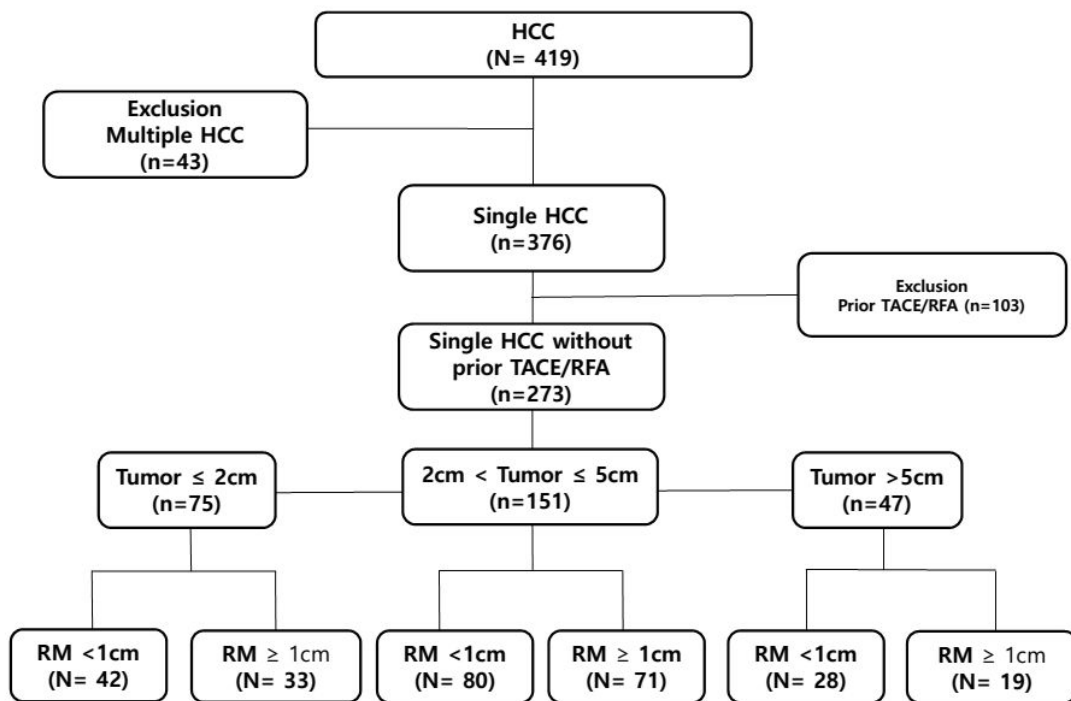 HCC
(N= 419)
Exclusion
Multiple HCC
(n=43)
Single HCC
(n=376)
Exclusion
Prior TACE/RFA (n=103)
Single HCC without
prior TACE/RFA
(n=273)
Tumor ≤ 2cm
(n=75)
2cm < Tumor ≤ 5cm
(n=151)
Tumor >5cm
(n=47)
RM <1cm
(N= 42)
RM ≥ 1cm
(N= 33)
RM <1cm
(N= 80)
RM ≥ 1cm
(N= 71)
RM <1cm
(N= 28)
RM ≥ 1cm
(N= 19)